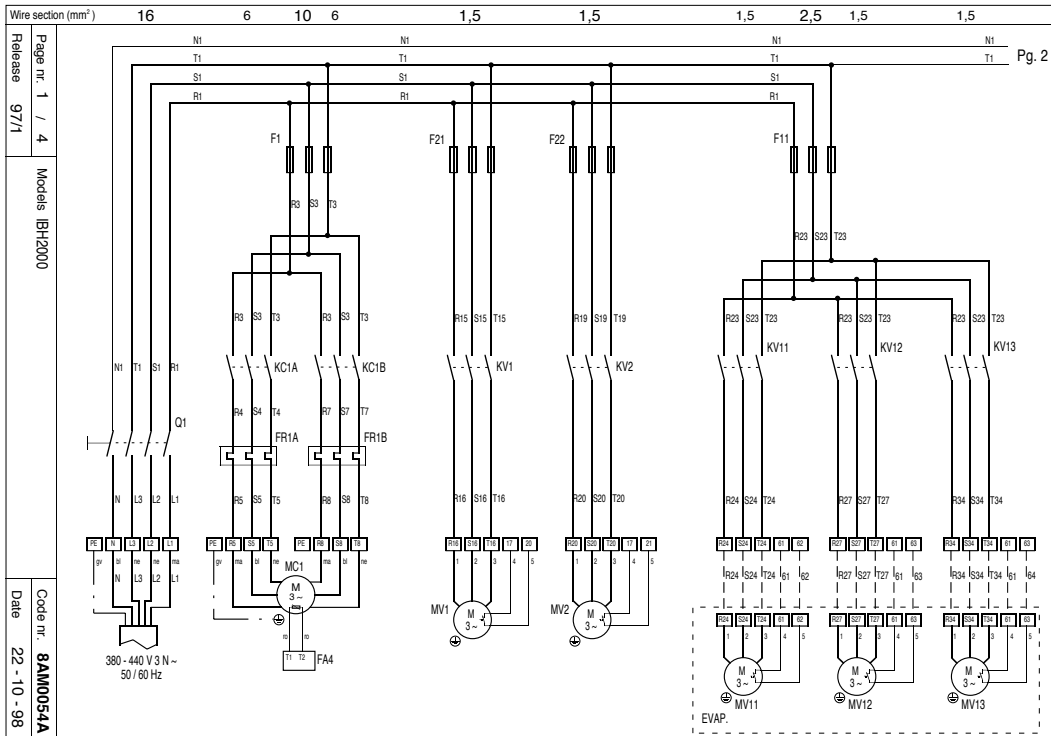 Wire section (mm²) 16 6 10 6 1,5 1,5 1,5 2,5 1,5 1,5
Page nr. 1 / 4
Release 97/1
Models IBH2000
Code nr. 8AM0054A
Date 22 - 10 - 98
N1 N1 N1 N1
T1 T1 T1 T1 Pg. 2
S1 S1 S1
R1 R1 R1
F1 F21 F22 F11
R3 S3 T3
R23 S23 T23
R3 S3 T3 R3 S3 T3 R15 S15 T15 R19 S19 T19 R23 S23 T23 R23 S23 T23 R23 S23 T23
KV11 KV12 KV13
N1 T1 S1 R1 KC1A KC1B KV1 KV2
R4 S4 T4 R7 S7 T7
Q1
FR1A FR1B
N L3 L2 L1 R5 S5 T5 R8 S8 T8 R16 S16 T16 R20 S20 T20 R24 S24 T24 R27 S27 T27 R34 S34 T34
PE N L3 L2 L1 PE R5 S5 T5 PE R8 S8 T8 R16 S16 T16 17 20 R20 S20 T20 17 21 R24 S24 T24 61 62 R27 S27 T27 61 63 R34 S34 T34 61 63
gv bl ne ne ma gv ma bl ne ma bl ne 1 2 3 4 5 1 2 3 4 5
MC1
N L3 L2 L1 R24 S24 T24 61 62 R27 S27 T27 61 63 R34 S34 T34 61 64
M
3 ~
MV1 M
3 ~
MV2 M
3 ~
R24 S24 T24 61 62 R27 S27 T27 61 63 R34 S34 T34 61 63
1 2 3 4 5 1 2 3 4 5 1 2 3 4 5
ro ro
T1 T2 FA4
380 - 440 V 3 N ~
50 / 60 Hz
M
3 ~
M
3 ~
M
3 ~
MV11 MV12 MV13
EVAP.